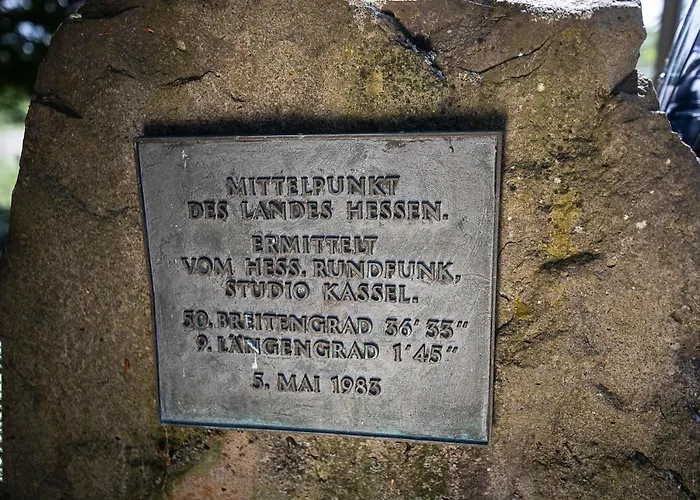 MITTELPUNKT
DES LANDES HESSEN.
ERMITTELT
VOM HESS. RUNDFUNK,
STUDIO KASSEL.
50. BREITENGRAD 36' 33"
9. LÄNGENGRAD 1' 45"
5. MAI 1983